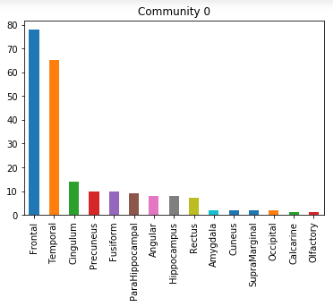 Community 0
80
70
60
50
40
30
20
10
0
Frontal
Temporal
Cingulum
Precuneus
Fusiform
ParaHippocampal
Angular
Hippocampus
Rectus
Amygdala
Cuneus
SupraMarginal
Occipital
Calcarine
Olfactory